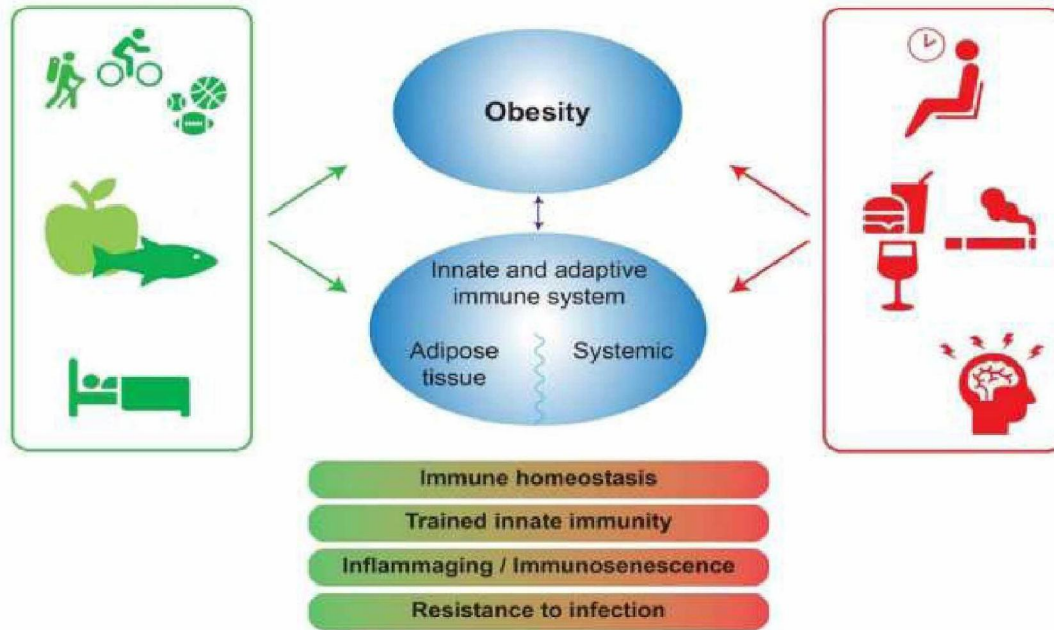 Obesity
Innate and adaptive
immune system
Adipose
tissue
Systemic
Immune homeostasis
Trained innate immunity
Inflammaging / Immunosenescence
Resistance to infection